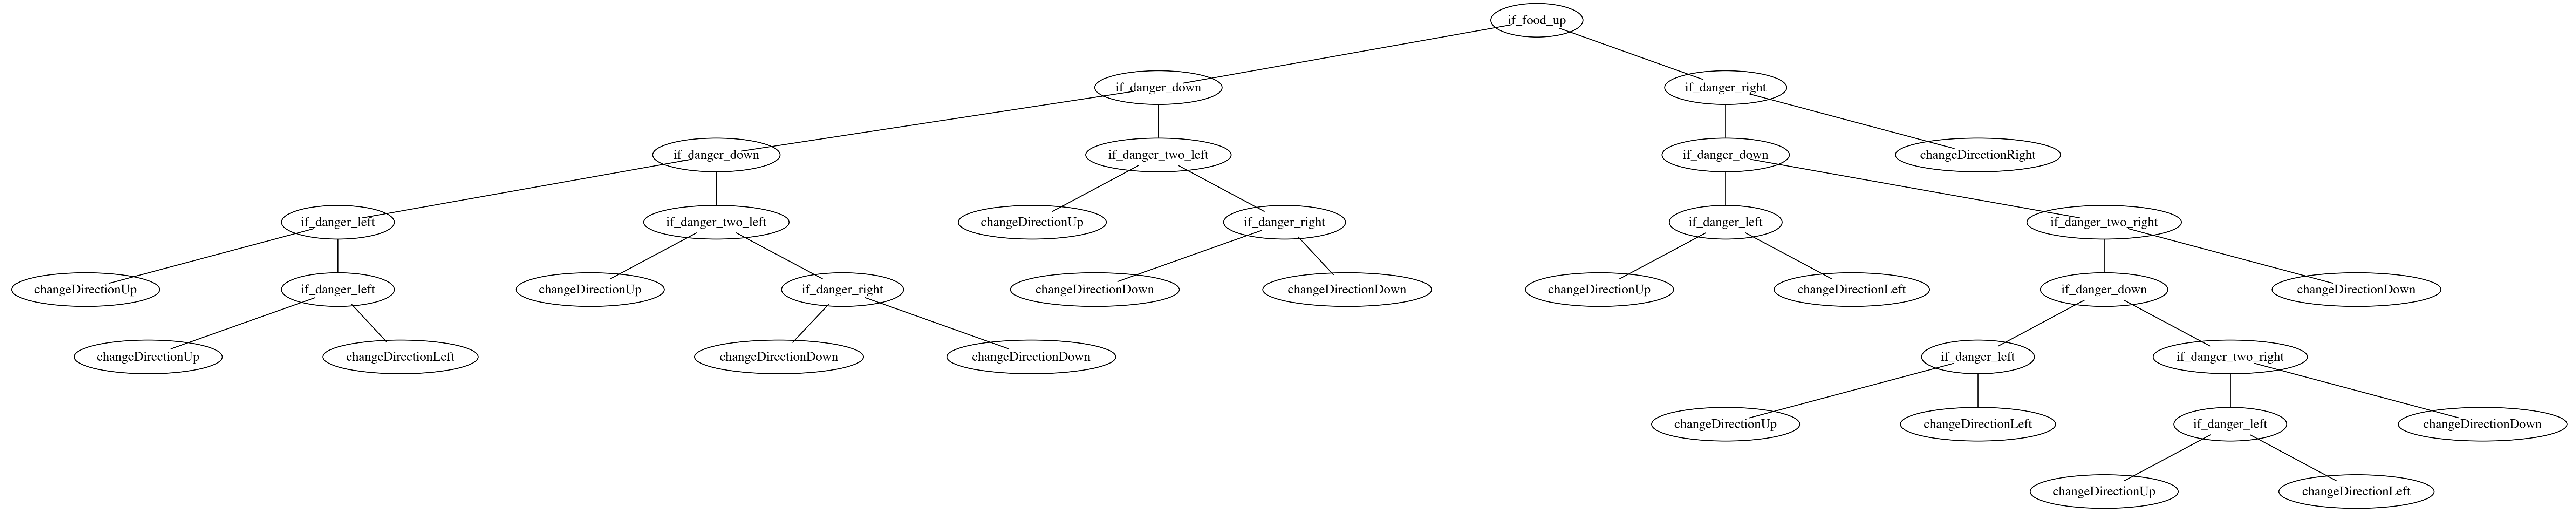 if_food_up
if_danger_down
if_danger_right
if_danger_down
if_danger_two_left
if_danger_down
changeDirectionRight
if_danger_left
if_danger_two_left
changeDirectionUp
if_danger_right
if_danger_left
if_danger_two_right
changeDirectionUp
if_danger_left
changeDirectionUp
if_danger_right
changeDirectionDown
changeDirectionDown
changeDirectionUp
changeDirectionLeft
if_danger_down
changeDirectionDown
changeDirectionUp
changeDirectionLeft
changeDirectionDown
changeDirectionDown
if_danger_left
if_danger_two_right
changeDirectionUp
changeDirectionLeft
if_danger_left
changeDirectionDown
changeDirectionUp
changeDirectionLeft